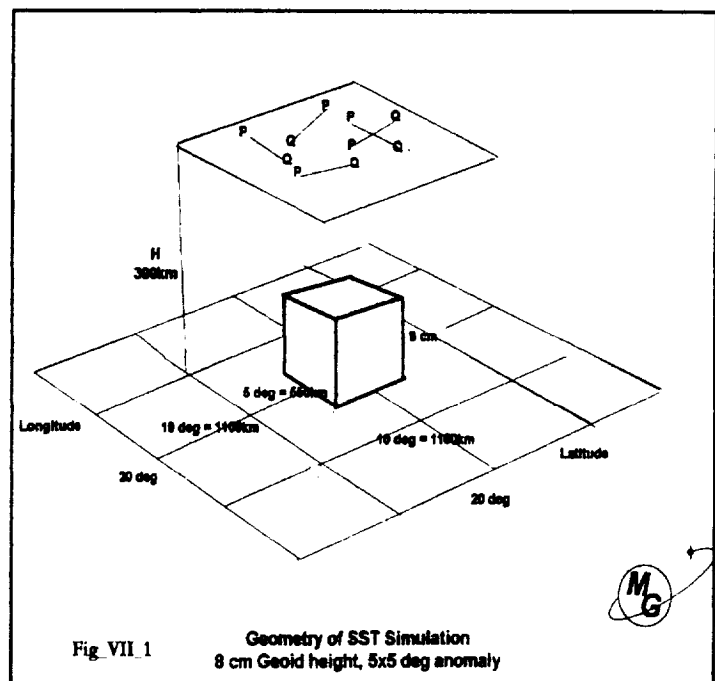 P
P
P
Q
Q
P
Q
Q
P
Q
H
300km
8 cm
5 deg = 550km
Longitude
10 deg = 1100km
10 deg = 1100km
Latitude
20 deg
20 deg
MG
Fig_VII_1
Geometry of SST Simulation
8 cm Geoid height, 5x5 deg anomaly